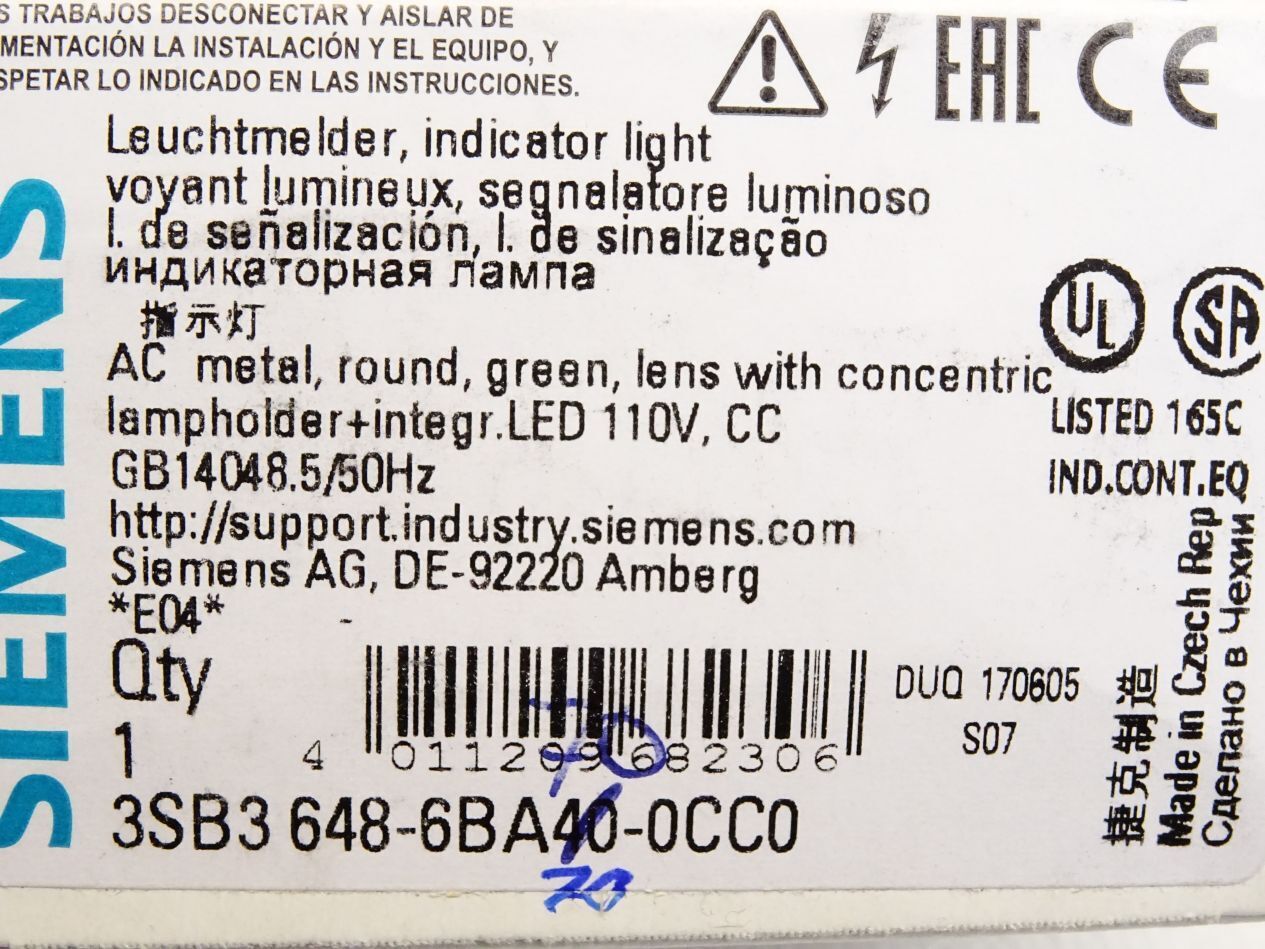 TRABAJOS DESCONECTAR Y AISLAR DE
LA INSTALACIÓN Y EL EQUIPO, Y
LO INDICADO EN LAS INSTRUCCIONES.
EAC CE
SIEMENS
Leuchtmelder, indicator light
voyant lumineux, segnalatore luminoso
l. de señalización, l. de sinalização
индикаторная лампа
指示灯
AC metal, round, green, lens with concentric
lampholder+integr.LED 110V, CC
GB14048.5/50Hz
http://support.industry.siemens.com
Siemens AG, DE-92220 Amberg
*E04*
UL SA
LISTED 165C
IND.CONT.EQ
Qty
1
4 011209 682306
DUQ 170605
S07
捷克制造
Made in Czech Rep
Сделано в Чехии
3SB3 648-6BA40-0CC0
70